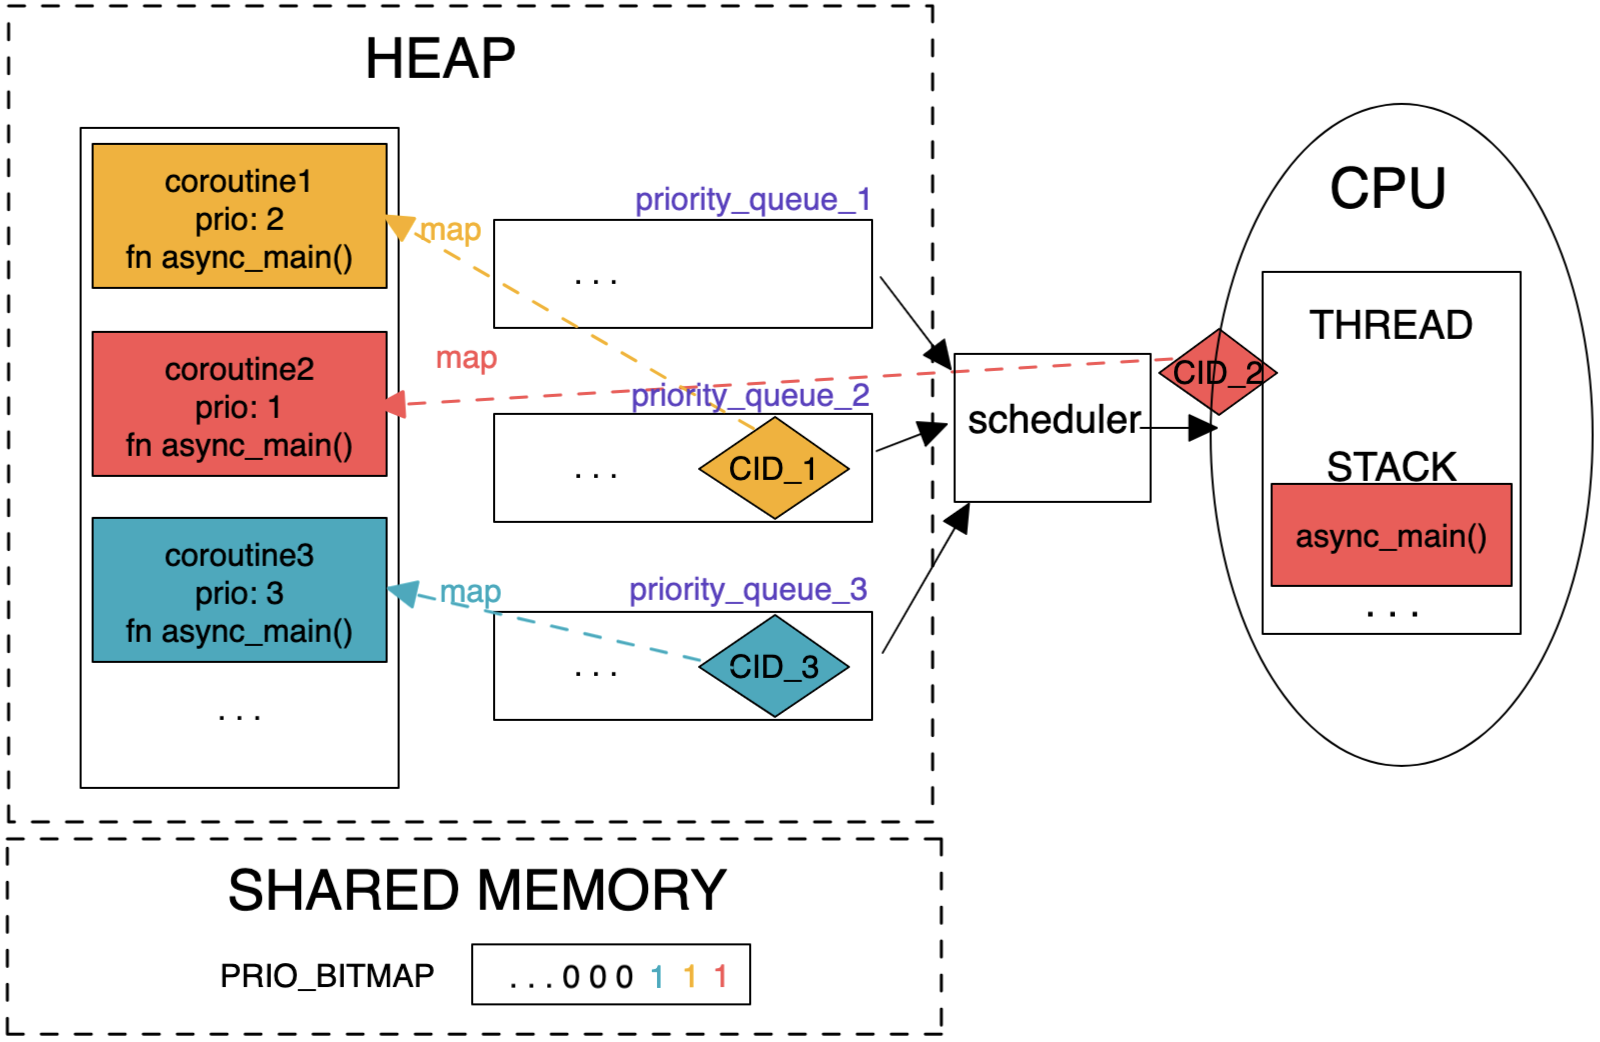 HEAP
coroutine1
prio: 2
fn async_main()
coroutine2
prio: 1
fn async_main()
coroutine3
prio: 3
fn async_main()
. . .
map
map
map
priority_queue_1
. . .
priority_queue_2
. . .
CID_1
priority_queue_3
. . .
CID_3
scheduler
CID_2
CPU
THREAD
STACK
async_main()
. . .
SHARED MEMORY
PRIO_BITMAP
. . . 0 0 0 1 1 1